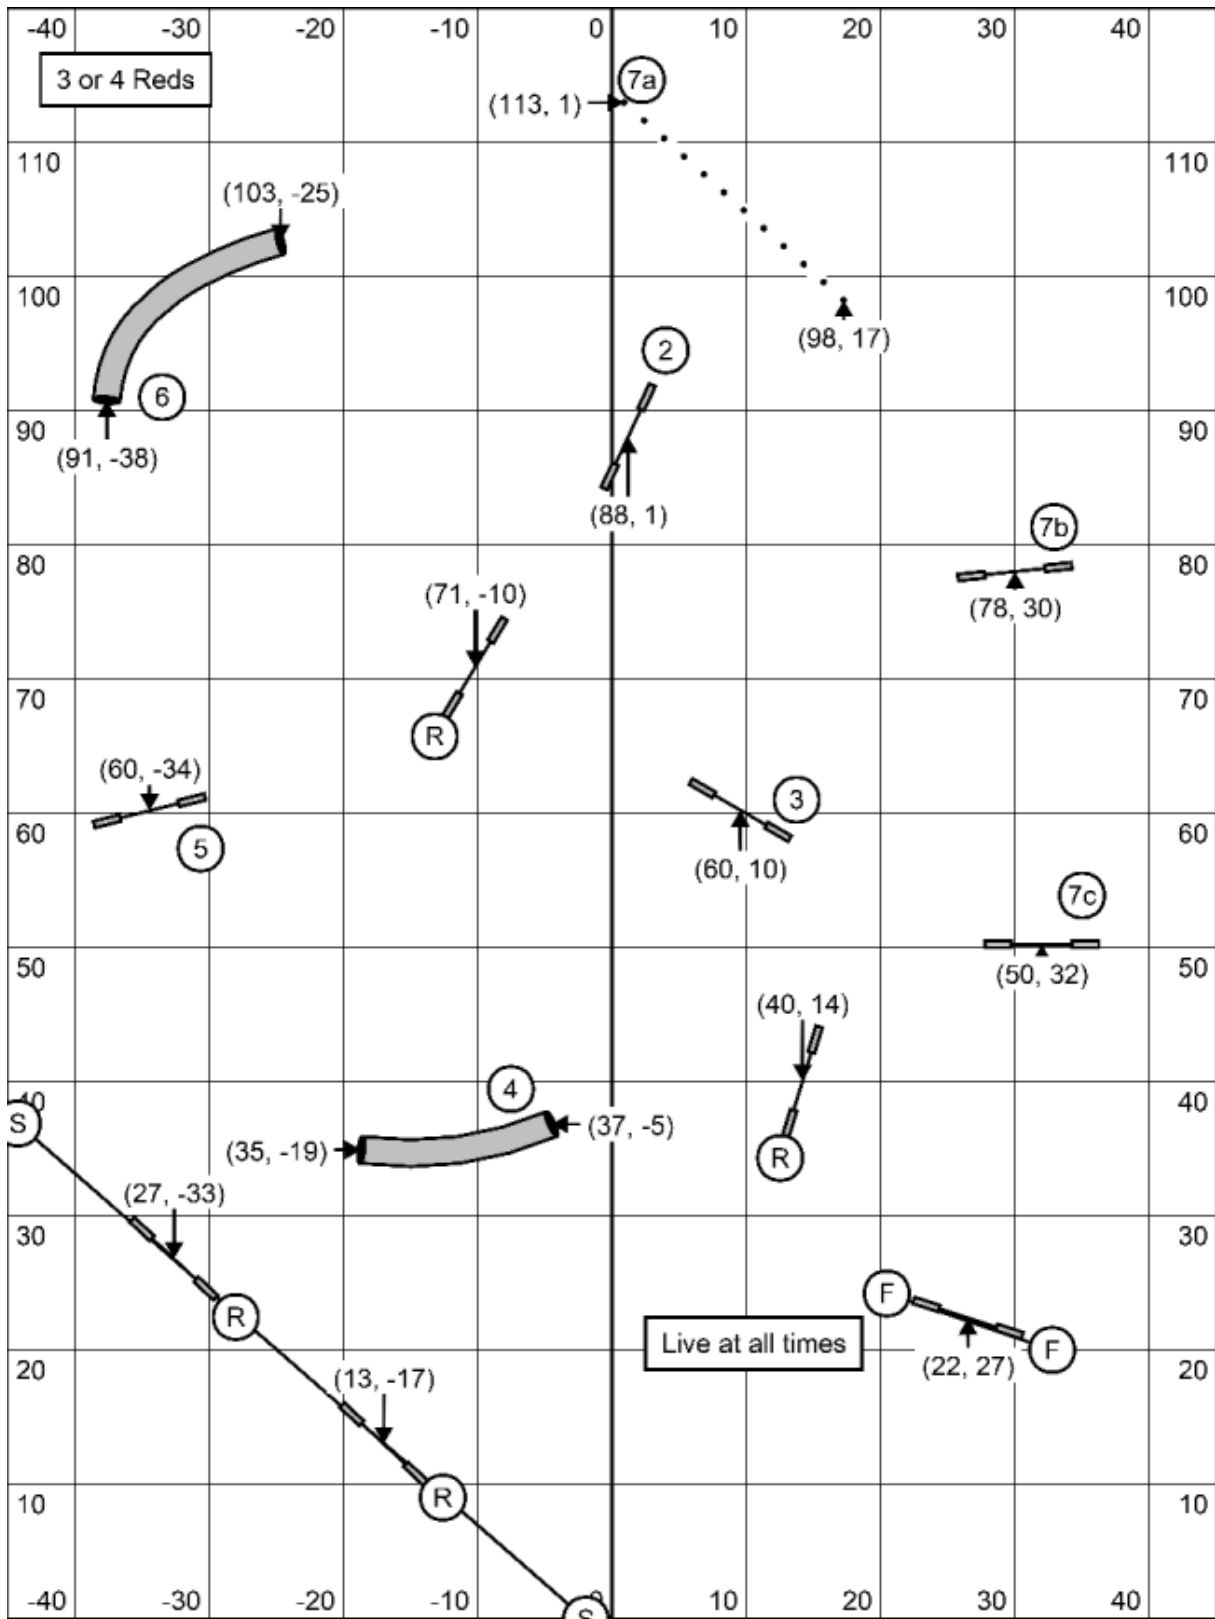 -40 -30 -20 -10 0 10 20 30 40
3 or 4 Reds
7a
(113, 1)
110 110
(103, -25)
100 100
(98, 17)
2
6
90 90
(91, -38)
(88, 1)
7b
80 80
(71, -10)
(78, 30)
70 70
R
(60, -34)
3
60 60
5
(60, 10)
7c
50 50
(50, 32)
(40, 14)
4
40 40
S
(37, -5)
(35, -19)
R
(27, -33)
30 30
F
R
Live at all times
F
20 20
(22, 27)
(13, -17)
R
10 10
-40 -30 -20 -10 0 10 20 30 40
S